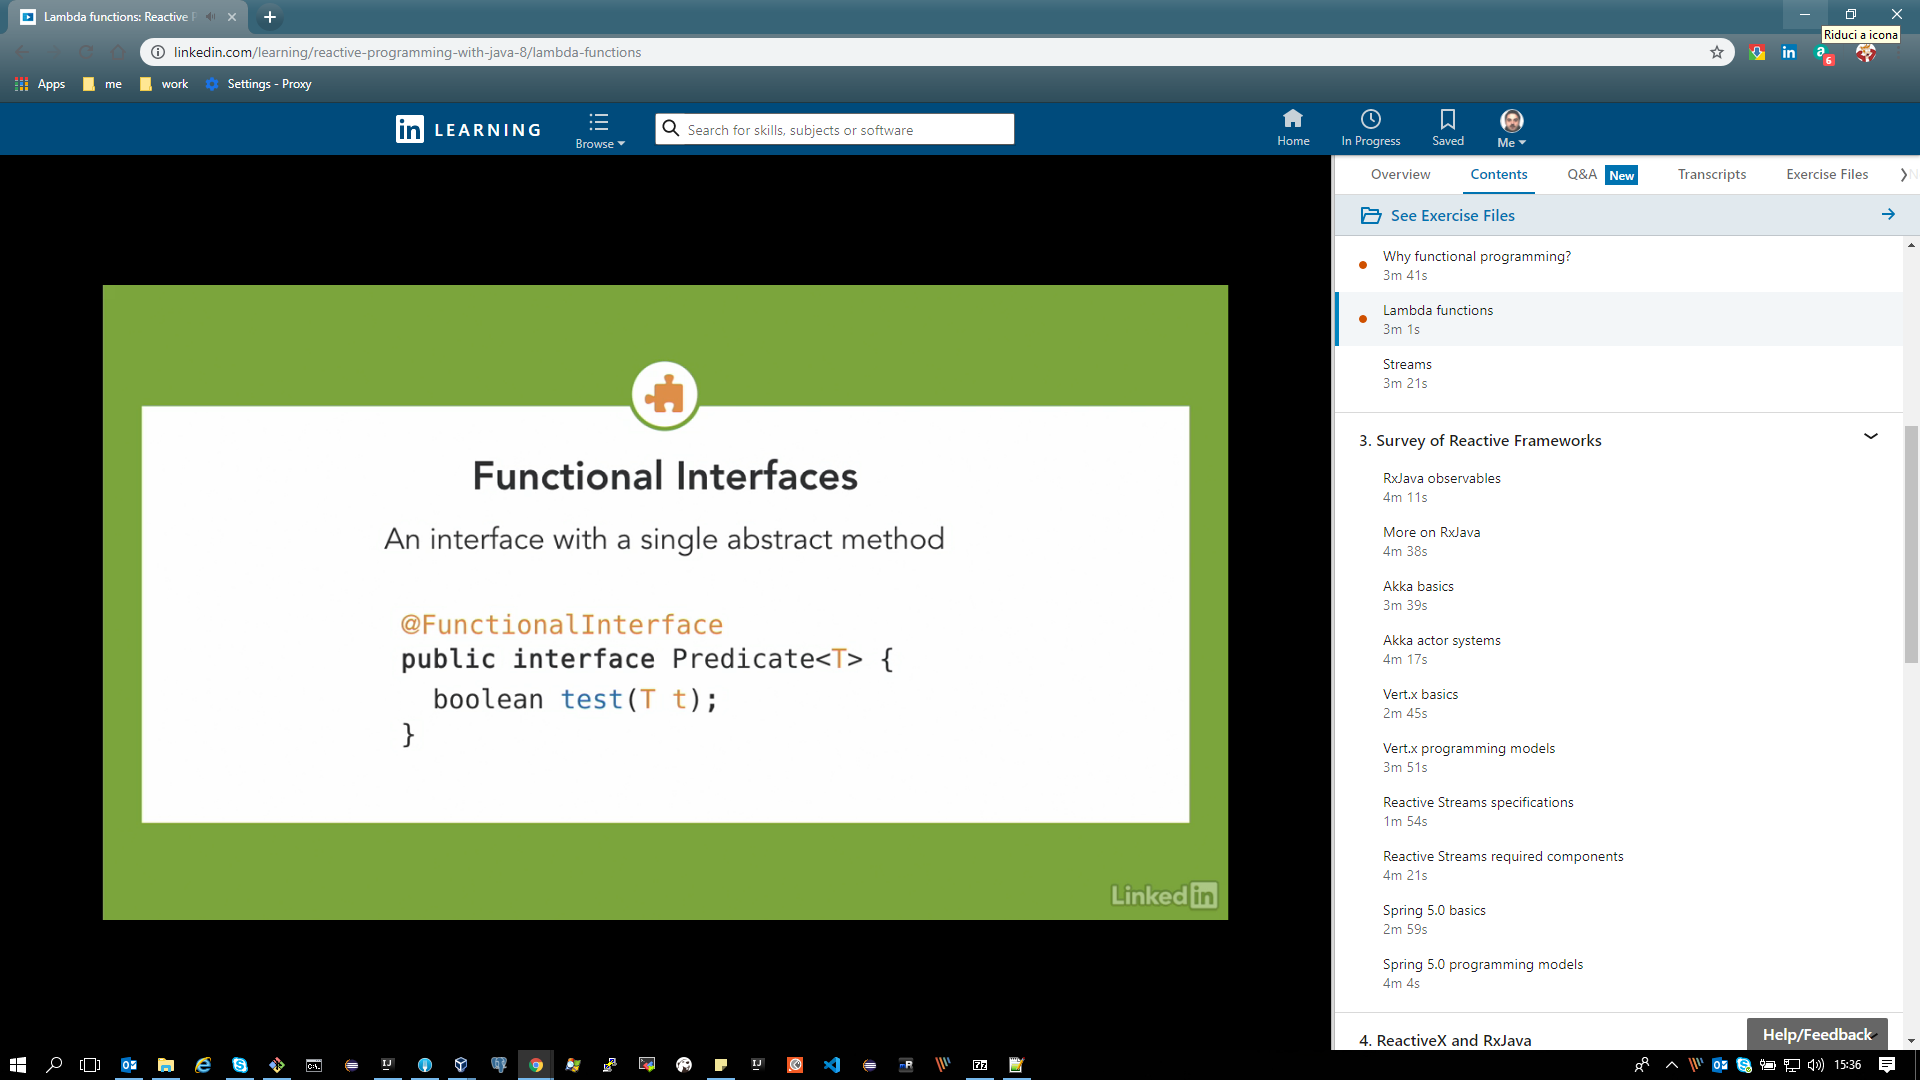 Lambda functions: Reactive P
Riduci a icona
linkedin.com/learning/reactive-programming-with-java-8/lambda-functions
6
Apps
me
work
Settings - Proxy
in LEARNING
Browse
Search for skills, subjects or software
Home
In Progress
Saved
Me
Overview
Contents
Q&A New
Transcripts
Exercise Files
See Exercise Files
Why functional programming?
3m 41s
Lambda functions
3m 1s
Streams
3m 21s
3. Survey of Reactive Frameworks
RxJava observables
4m 11s
More on RxJava
4m 38s
Akka basics
3m 39s
Akka actor systems
4m 17s
Vert.x basics
2m 45s
Vert.x programming models
3m 51s
Reactive Streams specifications
1m 54s
Reactive Streams required components
4m 21s
Spring 5.0 basics
2m 59s
Spring 5.0 programming models
4m 4s
4. ReactiveX and RxJava
Help/Feedback
Functional Interfaces
An interface with a single abstract method
@FunctionalInterface
public interface Predicate<T> {
boolean test(T t);
}
Linked in
15:36